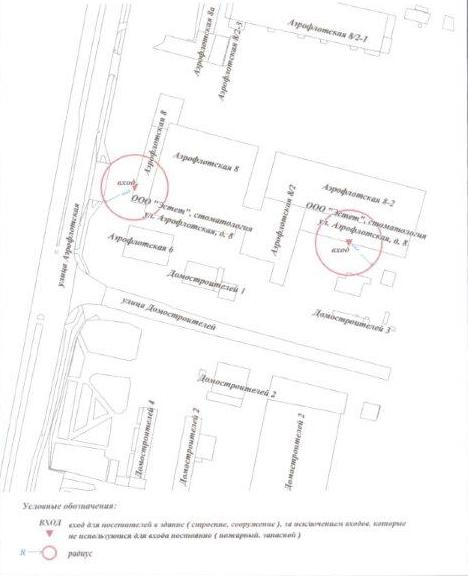 Аэрофлотская 8а
Аэрофлотская 8/2-3
Аэрофлотская 8/2-1
Аэрофлотская 8
Аэрофлотская 8
Аэрофлотская 8/2
Аэрофлотская 8-2
вход
ООО "Эстет", стоматология
ул. Аэрофлотская, д. 8
ООО "Эстет", стоматология
ул. Аэрофлотская, д. 8
вход
улица Аэрофлотская
Аэрофлотская 6
Домостроителей 1
улица Домостроителей
Домостроителей 3
Домостроителей 2
Домостроителей 4
Домостроителей 2
Домостроителей 2
Условные обозначения:
ВХОД вход для посетителей в здание ( строение, сооружение ), за исключением входов, которые
не используются для входа постоянно ( пожарный, запасной )
R радиус